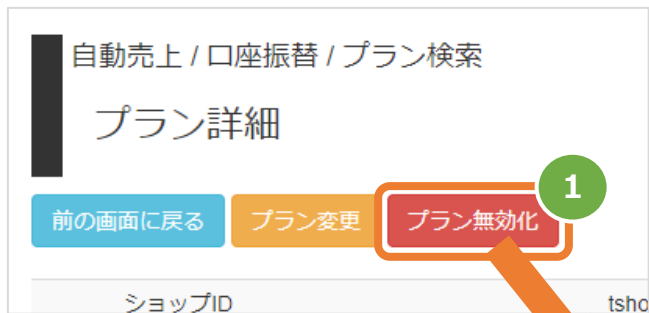 自動売上 / 口座振替 / プラン検索
プラン詳細
1
前の画面に戻る プラン変更 プラン無効化
ショップID tsho